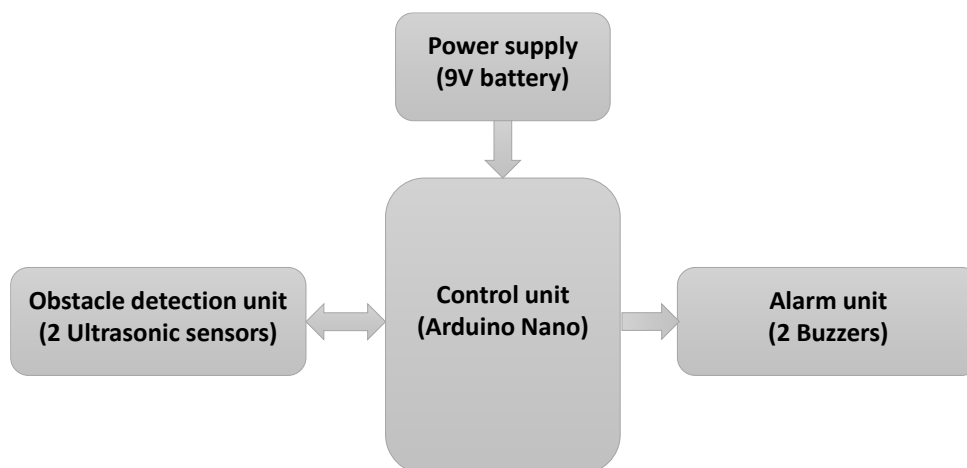 Power supply
(9V battery)
Obstacle detection unit
(2 Ultrasonic sensors)
Control unit
(Arduino Nano)
Alarm unit
(2 Buzzers)